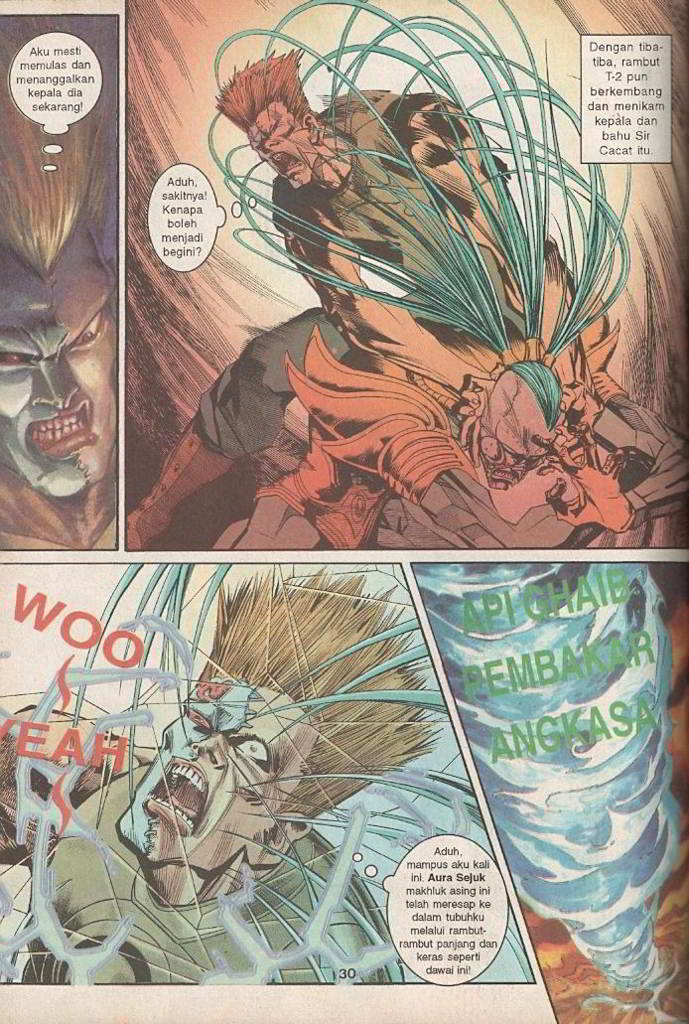 Aku mesti
memulas dan
menanggalkan
kepala dia
sekarang!
Dengan tiba-
tiba, rambut
T-2 pun
berkembang
dan menikam
kepala dan
bahu Sir
Cacat itu.
Aduh,
sakitnya!
Kenapa
boleh
menjadi
begini?
WOO
YEAH
Aduh,
mampus aku kali
ini. Aura Sejuk
makhluk asing ini
telah meresap ke
dalam tubuhku
melalui rambut-
rambut panjang dan
keras seperti
dawai ini!
API GHAIB
PEMBAKAR
ANGKASA
30